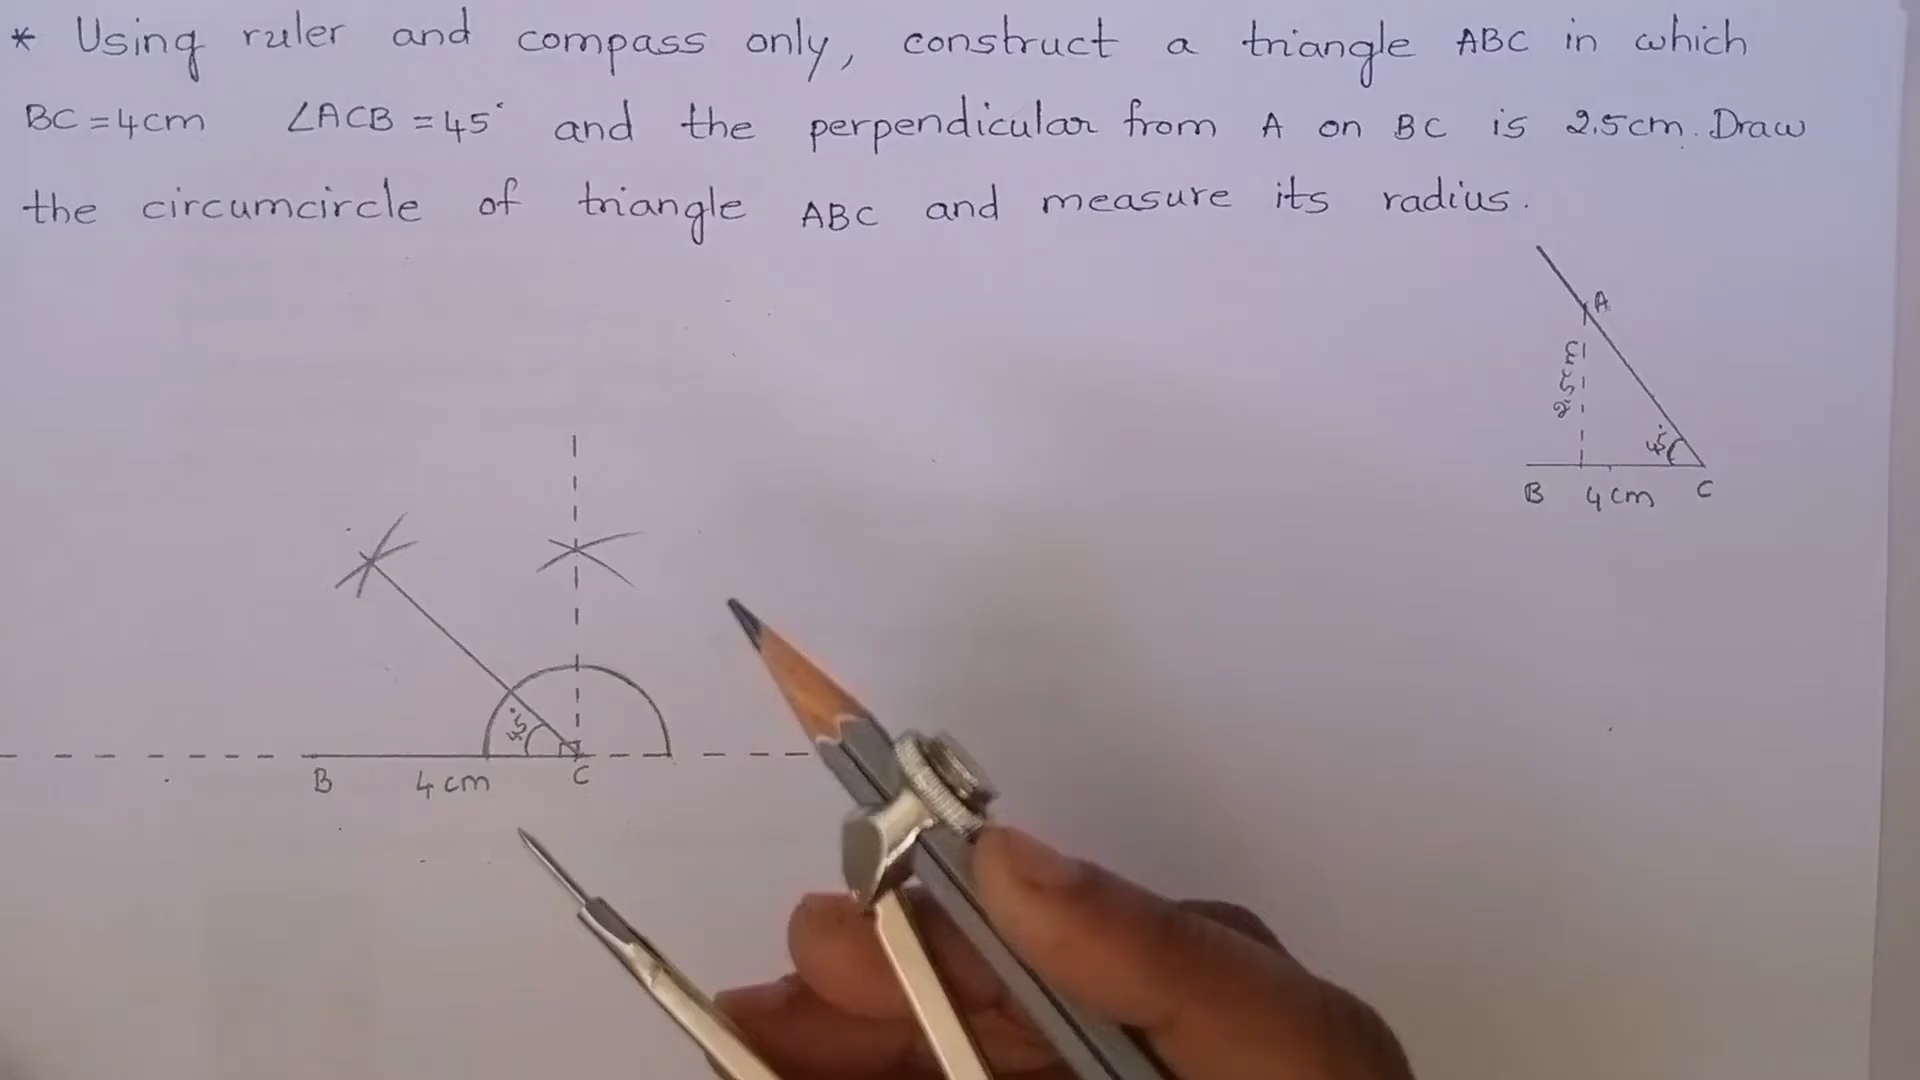 * Using ruler and compass only, construct a triangle ABC in which
BC = 4cm ∠ACB = 45° and the perpendicular from A on BC is 2.5cm. Draw
the circumcircle of triangle ABC and measure its radius.
A
2.5
45°
B 4cm C
45°
B 4cm C